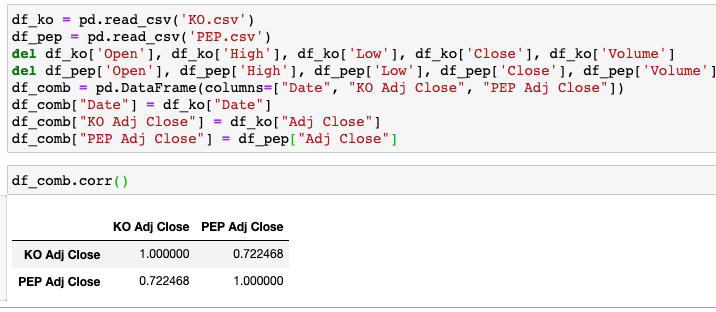 df_ko = pd.read_csv('KO.csv')
df_pep = pd.read_csv('PEP.csv')
del df_ko['Open'], df_ko['High'], df_ko['Low'], df_ko['Close'], df_ko['Volume']
del df_pep['Open'], df_pep['High'], df_pep['Low'], df_pep['Close'], df_pep['Volume']
df_comb = pd.DataFrame(columns=["Date", "KO Adj Close", "PEP Adj Close"])
df_comb["Date"] = df_ko["Date"]
df_comb["KO Adj Close"] = df_ko["Adj Close"]
df_comb["PEP Adj Close"] = df_pep["Adj Close"]
df_comb.corr()
KO Adj Close PEP Adj Close
KO Adj Close 1.000000 0.722468
PEP Adj Close 0.722468 1.000000